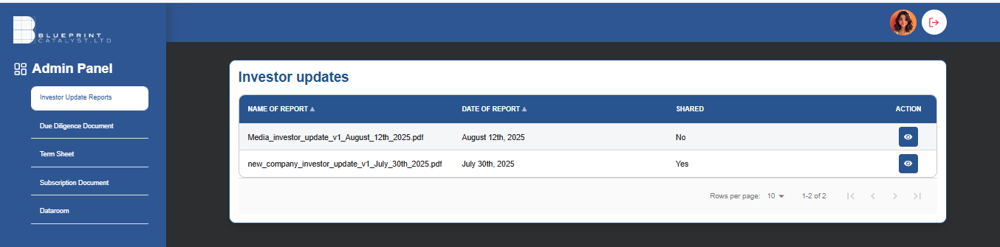 BLUEPRINT
CATALYST.LTD
Admin Panel
Investor Update Reports
Due Diligence Document
Term Sheet
Subscription Document
Dataroom
Investor updates
NAME OF REPORT ▲ DATE OF REPORT ▲ SHARED ACTION
Media_investor_update_v1_August_12th_2025.pdf August 12th, 2025 No
new_company_investor_update_v1_July_30th_2025.pdf July 30th, 2025 Yes
Rows per page: 10 1-2 of 2